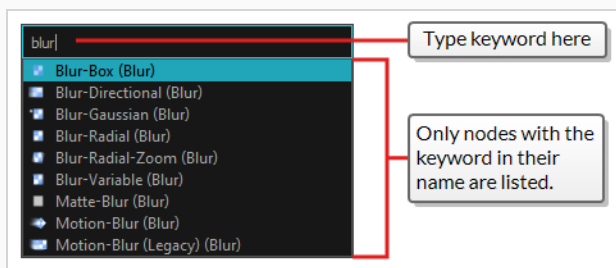 blur
Type keyword here
Blur-Box (Blur)
Blur-Directional (Blur)
Blur-Gaussian (Blur)
Blur-Radial (Blur)
Blur-Radial-Zoom (Blur)
Blur-Variable (Blur)
Matte-Blur (Blur)
Motion-Blur (Blur)
Motion-Blur (Legacy) (Blur)
Only nodes with the
keyword in their
name are listed.